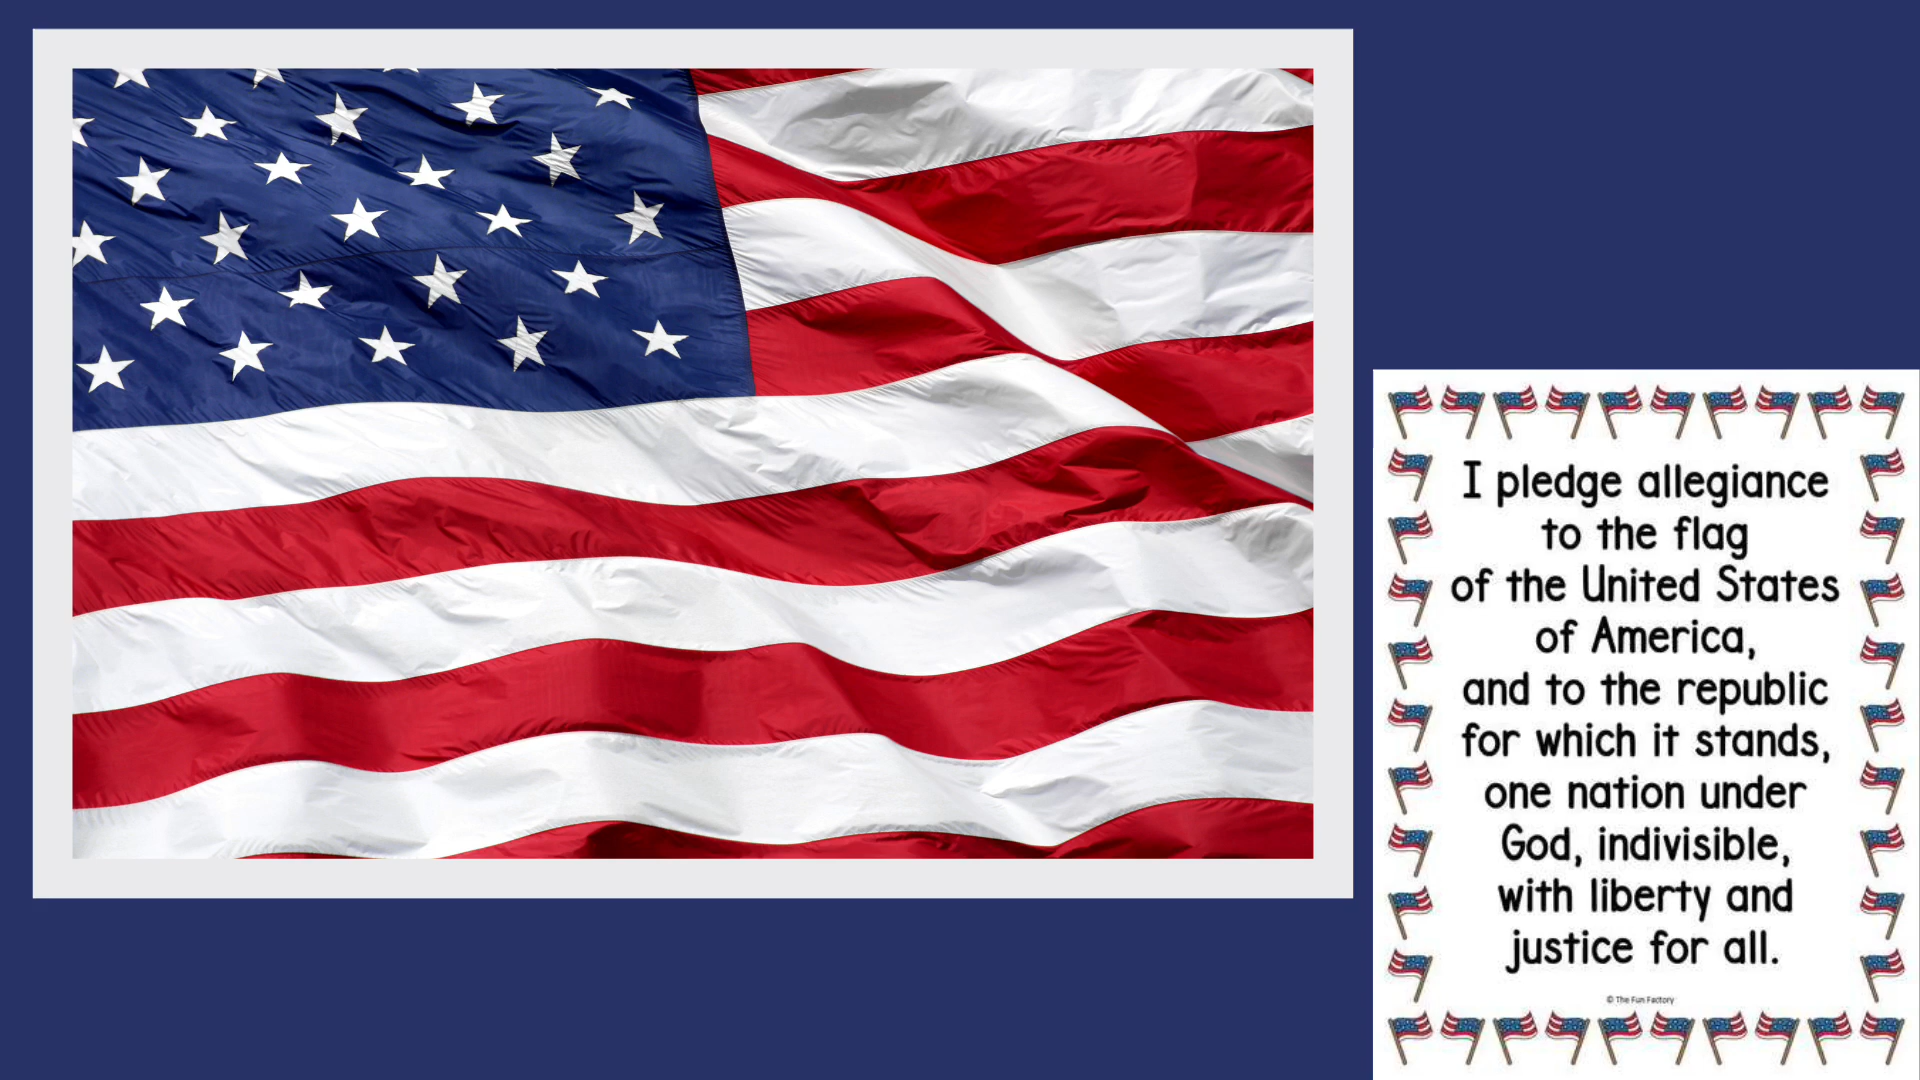 I pledge allegiance
to the flag
of the United States
of America,
and to the republic
for which it stands,
one nation under
God, indivisible,
with liberty and
justice for all.
© The Fun Factory